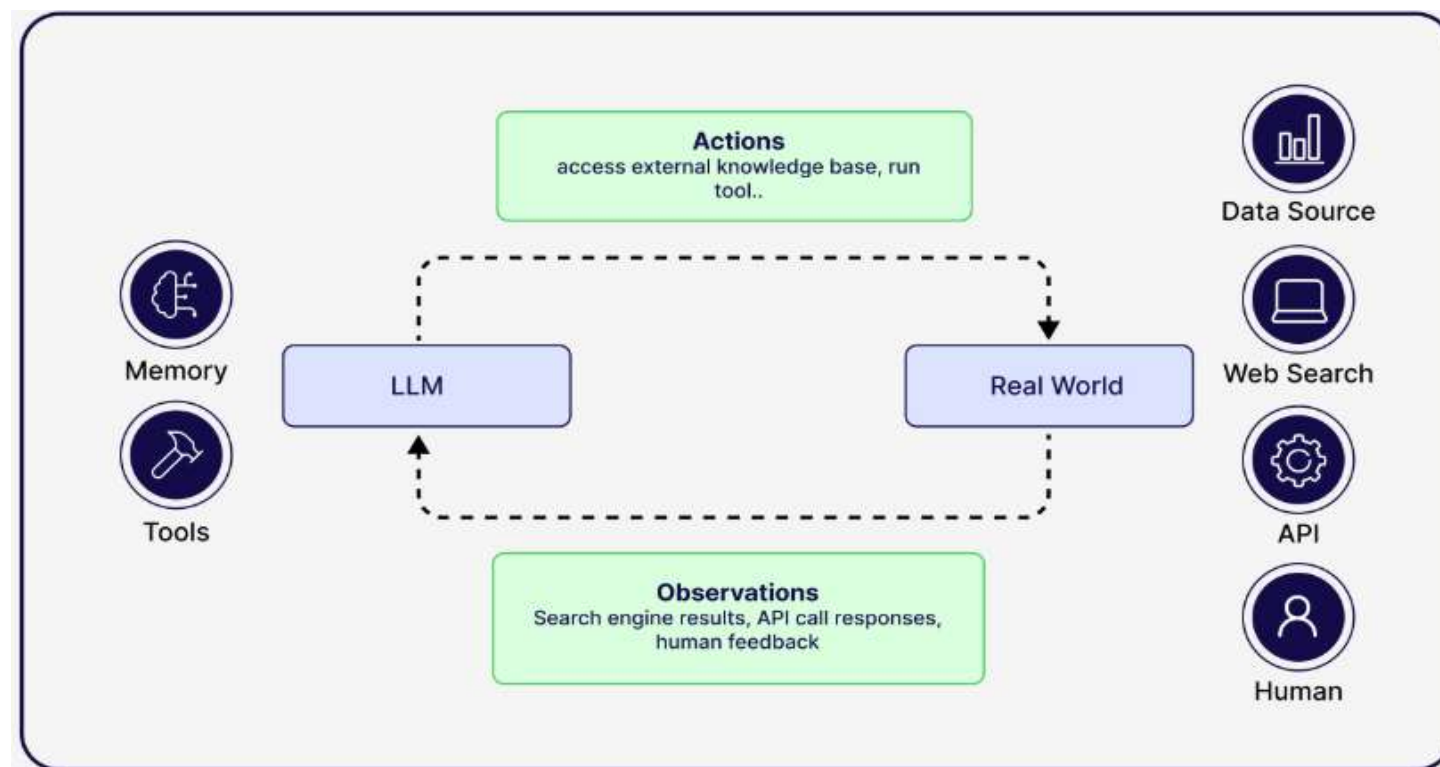 Actions
access external knowledge base, run
tool..
Data Source
Memory
Web Search
LLM
Real World
Tools
API
Observations
Search engine results, API call responses,
human feedback
Human